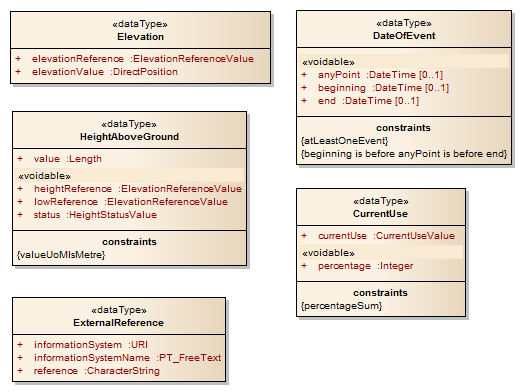 «dataType»
Elevation
+ elevationReference :ElevationReferenceValue
+ elevationValue :DirectPosition
«dataType»
HeightAboveGround
+ value :Length
«voidable»
+ heightReference :ElevationReferenceValue
+ lowReference :ElevationReferenceValue
+ status :HeightStatusValue
constraints
{valueUoMIsMetre}
«dataType»
ExternalReference
+ informationSystem :URI
+ informationSystemName :PT_FreeText
+ reference :CharacterString
«dataType»
DateOfEvent
«voidable»
+ anyPoint :DateTime [0..1]
+ beginning :DateTime [0..1]
+ end :DateTime [0..1]
constraints
{atLeastOneEvent}
{beginning is before anyPoint is before end}
«dataType»
CurrentUse
+ currentUse :CurrentUseValue
«voidable»
+ percentage :Integer
constraints
{percentageSum}